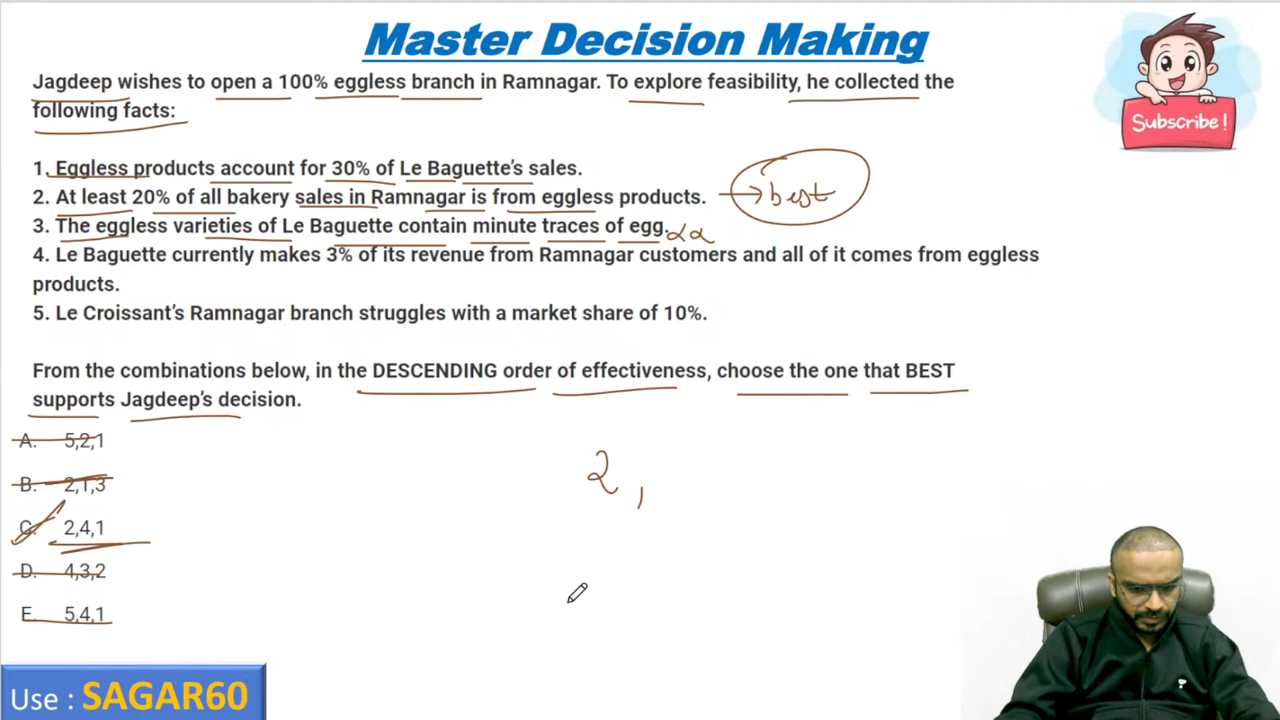 Master Decision Making
Jagdeep wishes to open a 100% eggless branch in Ramnagar. To explore feasibility, he collected the
following facts:
Subscribe!
1. Eggless products account for 30% of Le Baguette's sales.
2. At least 20% of all bakery sales in Ramnagar is from eggless products.
best
3. The eggless varieties of Le Baguette contain minute traces of egg.
4. Le Baguette currently makes 3% of its revenue from Ramnagar customers and all of it comes from eggless
products.
5. Le Croissant's Ramnagar branch struggles with a market share of 10%.
From the combinations below, in the DESCENDING order of effectiveness, choose the one that BEST
supports Jagdeep's decision.
A. 5,2,1
B. 2,1,3
C. 2,4,1
D. 4,3,2
E. 5,4,1
2,
Use : SAGAR60